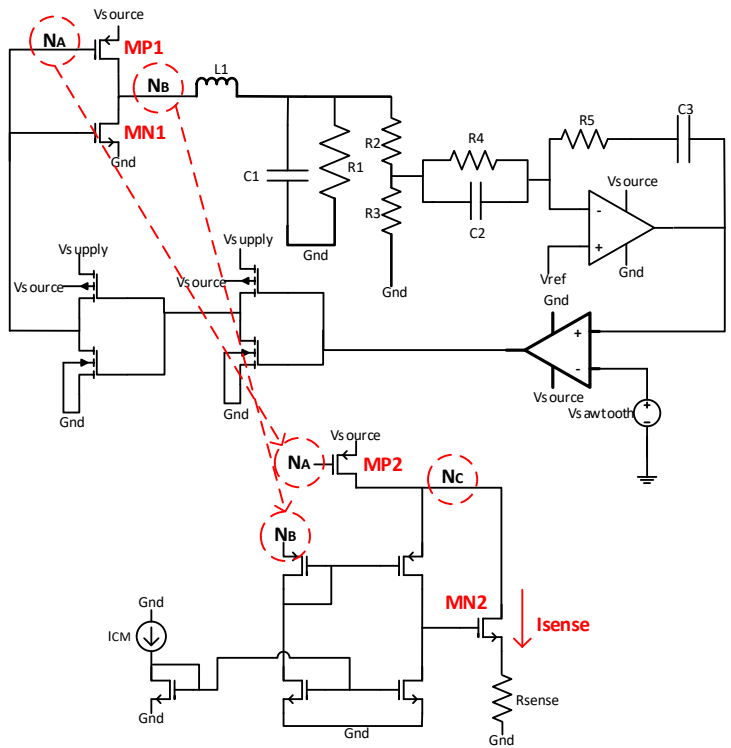 Vsource
NA
MP1
NB
L1
MN1
Gnd
C1
R1
R2
R3
R4
C2
R5
C3
Vsource
-
+
Gnd
Vref
Gnd
Gnd
Vsupply
Vsource
Gnd
Vsupply
Vsource
Gnd
Gnd
+
-
Vsource
Vsawtooth
+
-
Vsource
NA
MP2
NC
NB
MN2
Isense
Gnd
ICM
Gnd
Gnd
Rsense
Gnd